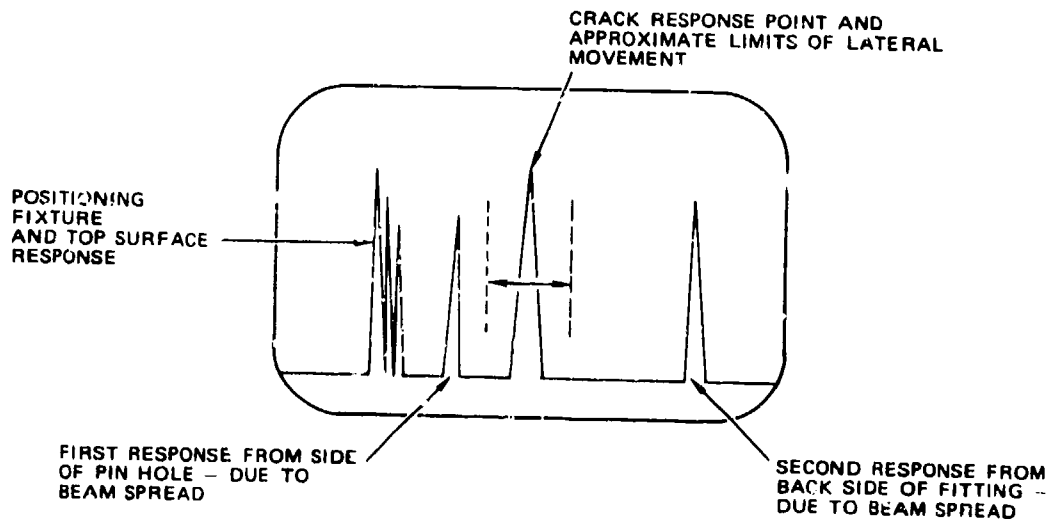 CRACK RESPONSE POINT AND
APPROXIMATE LIMITS OF LATERAL
MOVEMENT
POSITIONING
FIXTURE
AND TOP SURFACE
RESPONSE
FIRST RESPONSE FROM SIDE
OF PIN HOLE – DUE TO
BEAM SPREAD
SECOND RESPONSE FROM
BACK SIDE OF FITTING –
DUE TO BEAM SPREAD